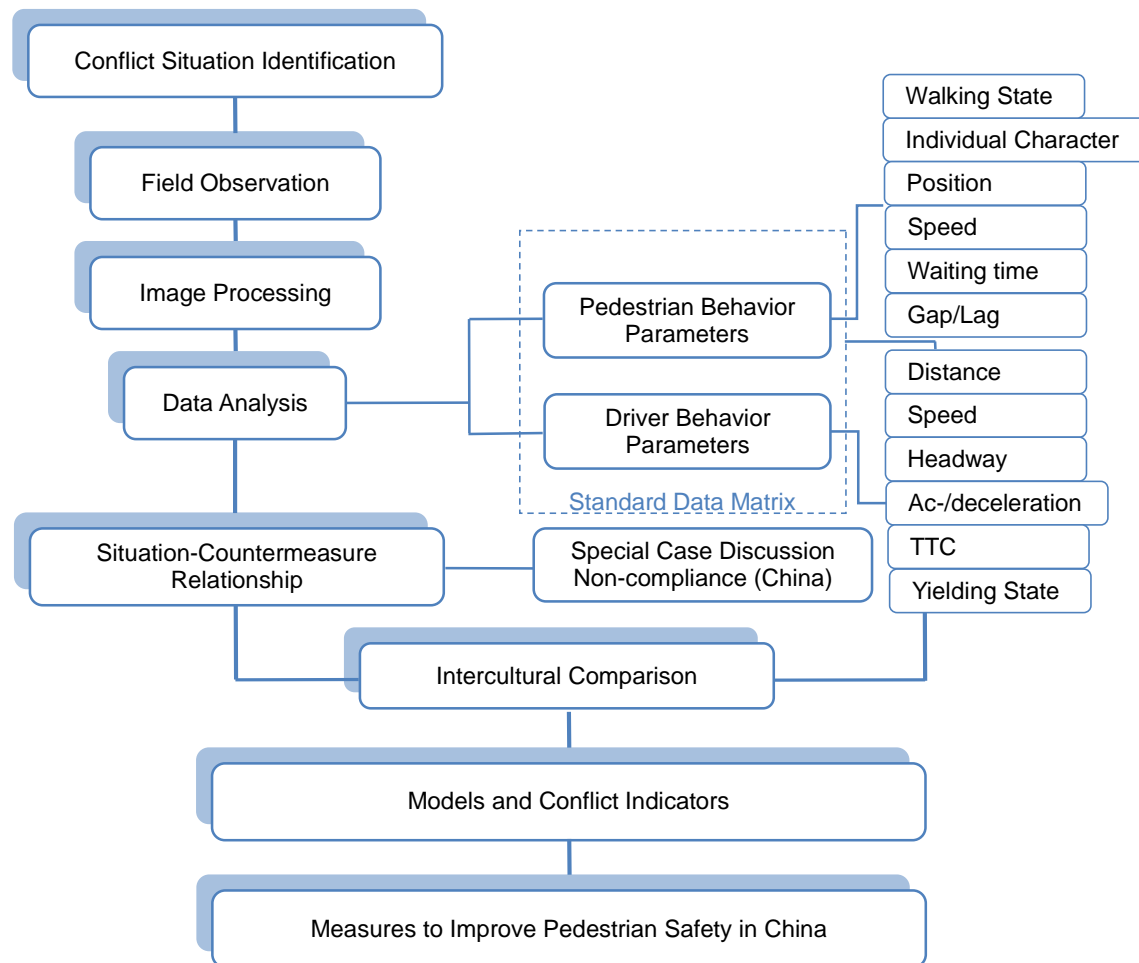 Conflict Situation Identification
Field Observation
Image Processing
Data Analysis
Pedestrian Behavior
Parameters
Driver Behavior
Parameters
Standard Data Matrix
Walking State
Individual Character
Position
Speed
Waiting time
Gap/Lag
Distance
Speed
Headway
Ac-/deceleration
TTC
Yielding State
Situation-Countermeasure
Relationship
Special Case Discussion
Non-compliance (China)
Intercultural Comparison
Models and Conflict Indicators
Measures to Improve Pedestrian Safety in China